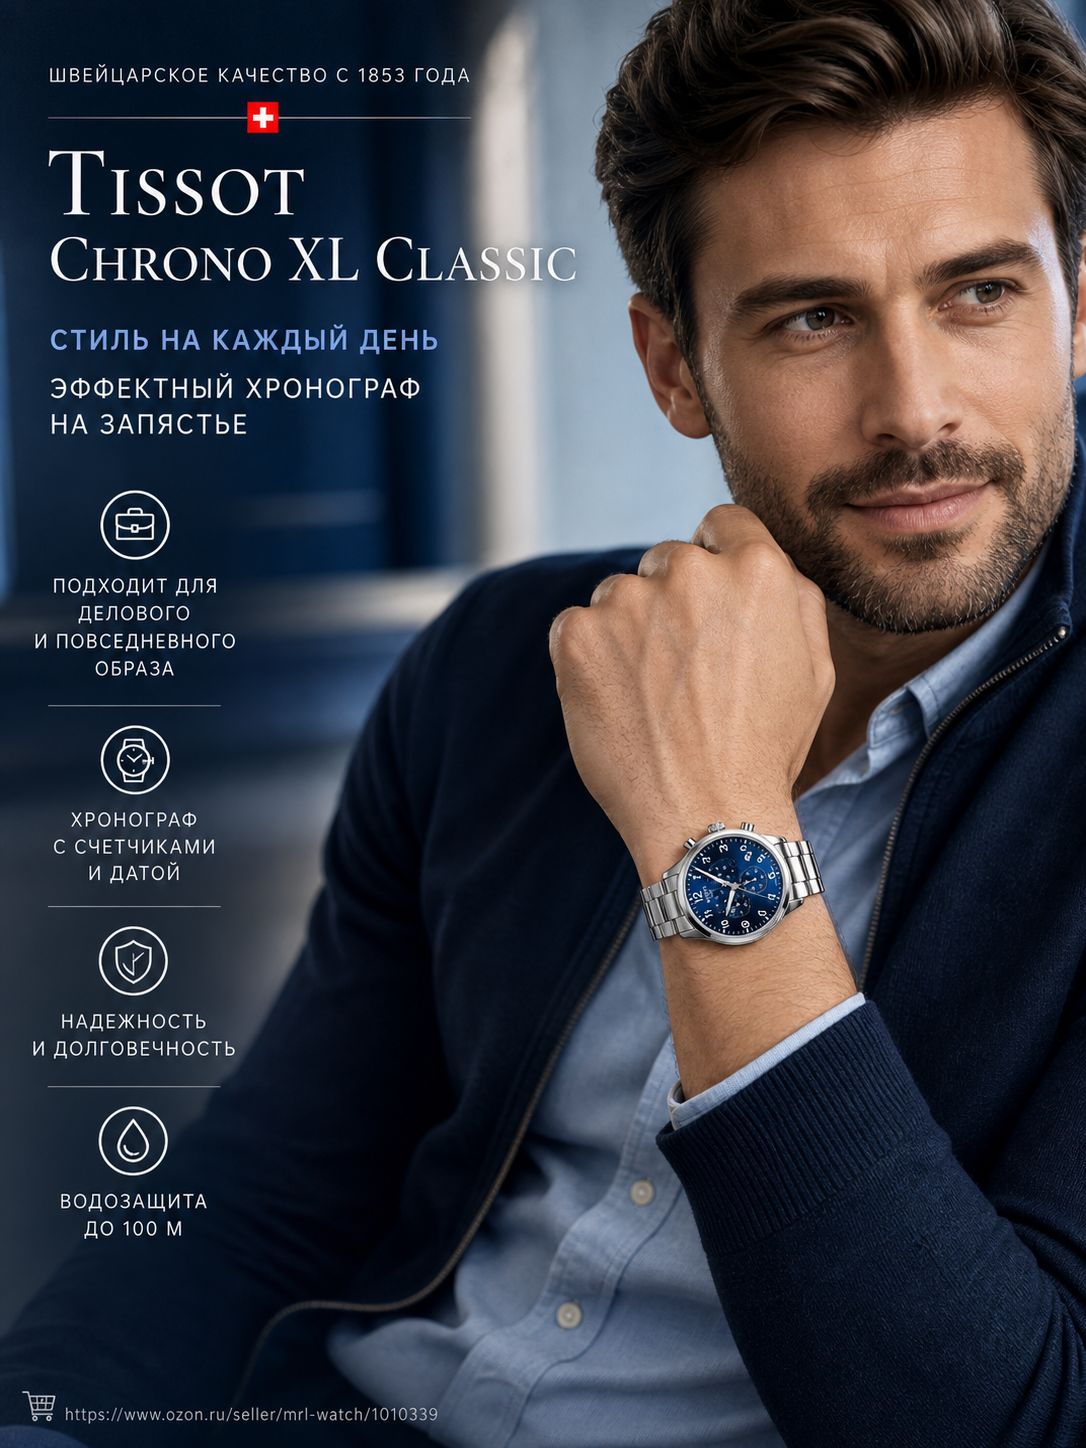 ШВЕЙЦАРСКОЕ КАЧЕСТВО С 1853 ГОДА
TISSOT
CHRONO XL CLASSIC
СТИЛЬ НА КАЖДЫЙ ДЕНЬ
ЭФФЕКТНЫЙ ХРОНОГРАФ
НА ЗАПЯСТЬЕ
ПОДХОДИТ ДЛЯ
ДЕЛОВОГО
И ПОВСЕДНЕВНОГО
ОБРАЗА
ХРОНОГРАФ
С СЧЕТЧИКАМИ
И ДАТОЙ
НАДЕЖНОСТЬ
И ДОЛГОВЕЧНОСТЬ
ВОДОЗАЩИТА
ДО 100 М
https://www.ozon.ru/seller/mrl-watch/1010339